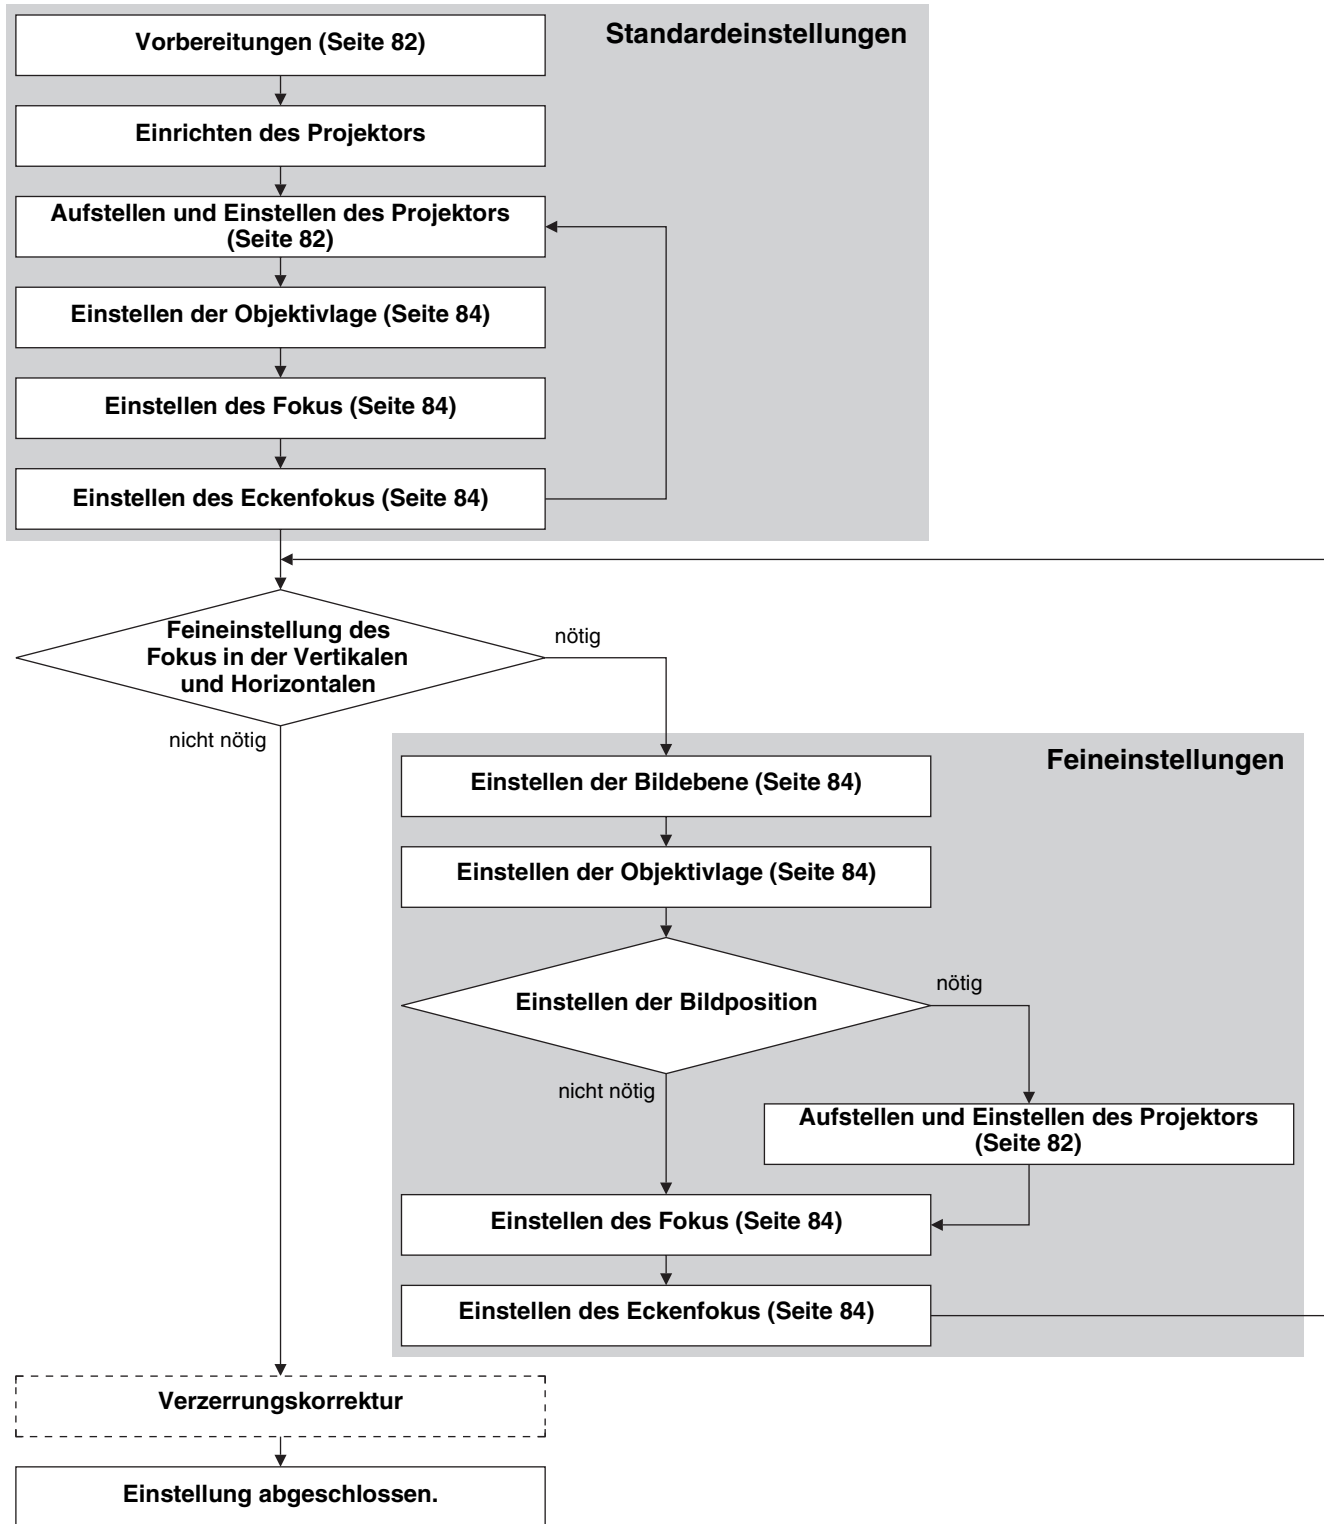 Standardeinstellungen
Vorbereitungen (Seite 82)
Einrichten des Projektors
Aufstellen und Einstellen des Projektors
(Seite 82)
Einstellen der Objektivlage (Seite 84)
Einstellen des Fokus (Seite 84)
Einstellen des Eckenfokus (Seite 84)
Feineinstellung des
Fokus in der Vertikalen
und Horizontalen
nötig
nicht nötig
Feineinstellungen
Einstellen der Bildebene (Seite 84)
Einstellen der Objektivlage (Seite 84)
Einstellen der Bildposition
nötig
nicht nötig
Aufstellen und Einstellen des Projektors
(Seite 82)
Einstellen des Fokus (Seite 84)
Einstellen des Eckenfokus (Seite 84)
Verzerrungskorrektur
Einstellung abgeschlossen.